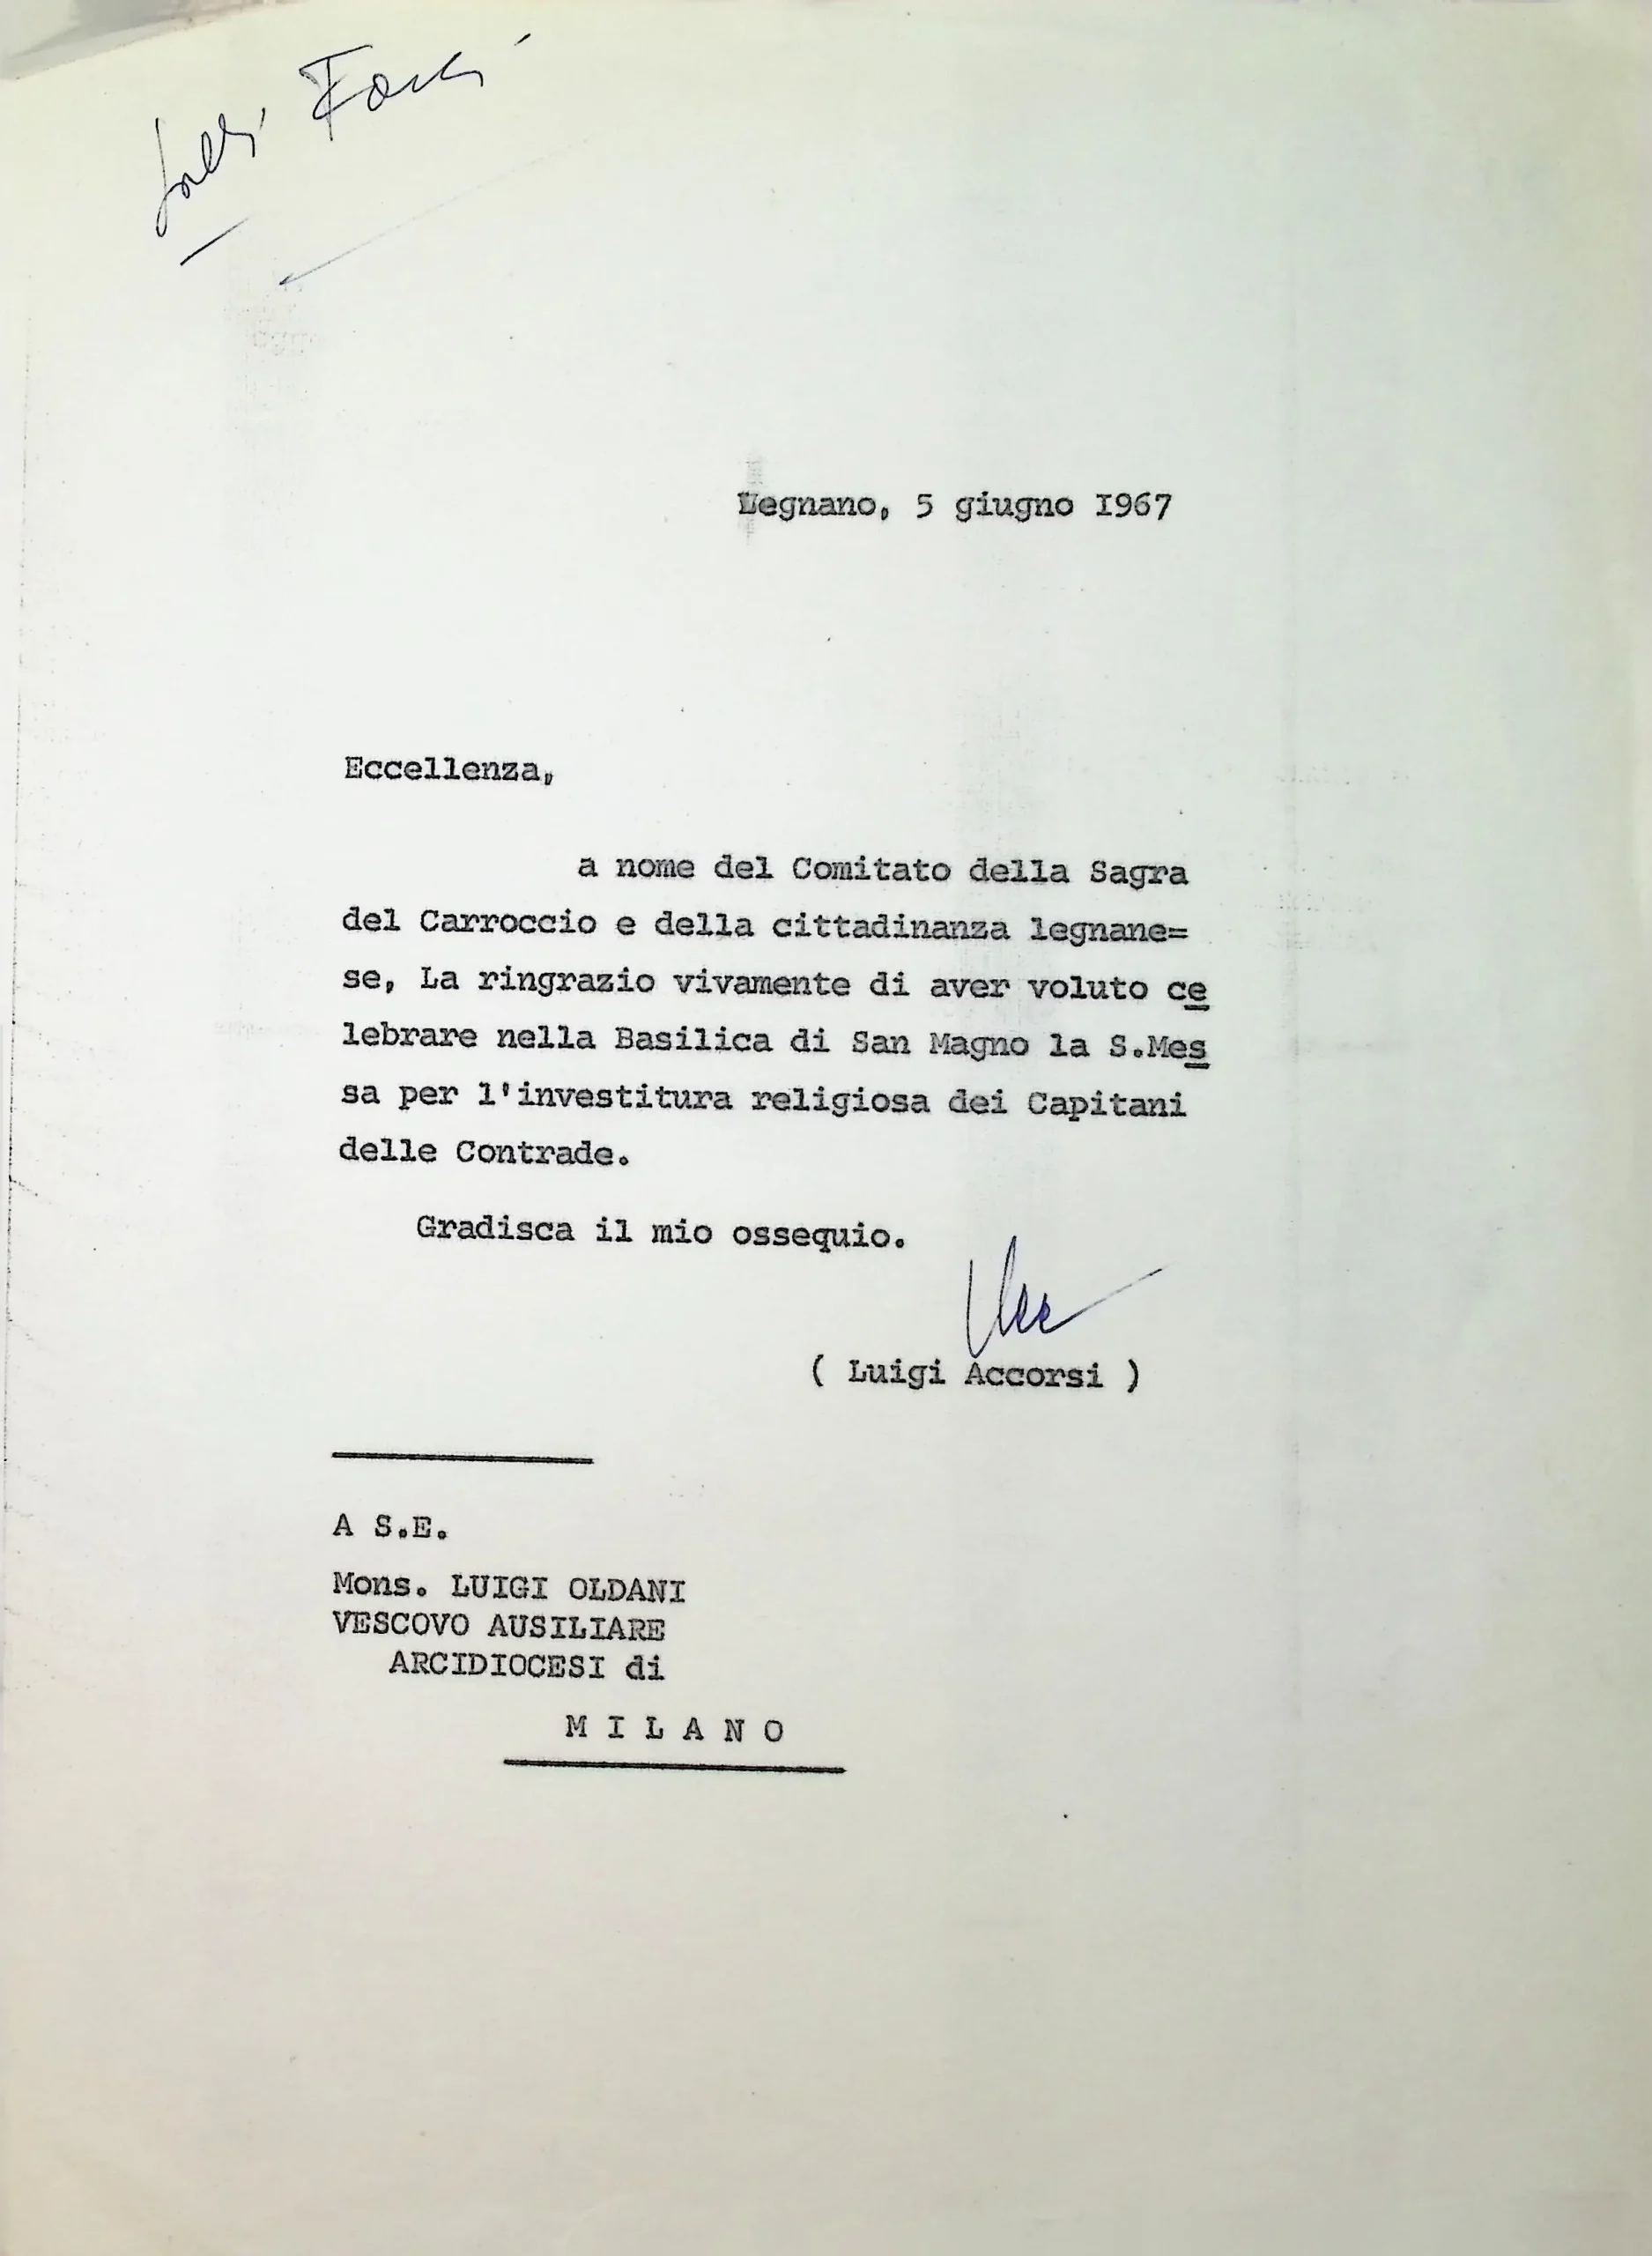 Legnano, 5 giugno 1967
Eccellenza,
a nome del Comitato della Sagra
del Carroccio e della cittadinanza legnane=
se, La ringrazio vivamente di aver voluto ce
lebrare nella Basilica di San Magno la S.Mes
sa per l'investitura religiosa dei Capitani
delle Contrade.
Gradisca il mio ossequio.
( Luigi Accorsi )
A S.E.
Mons. LUIGI OLDANI
VESCOVO AUSILIARE
ARCIDIOCESI di
M I L A N O